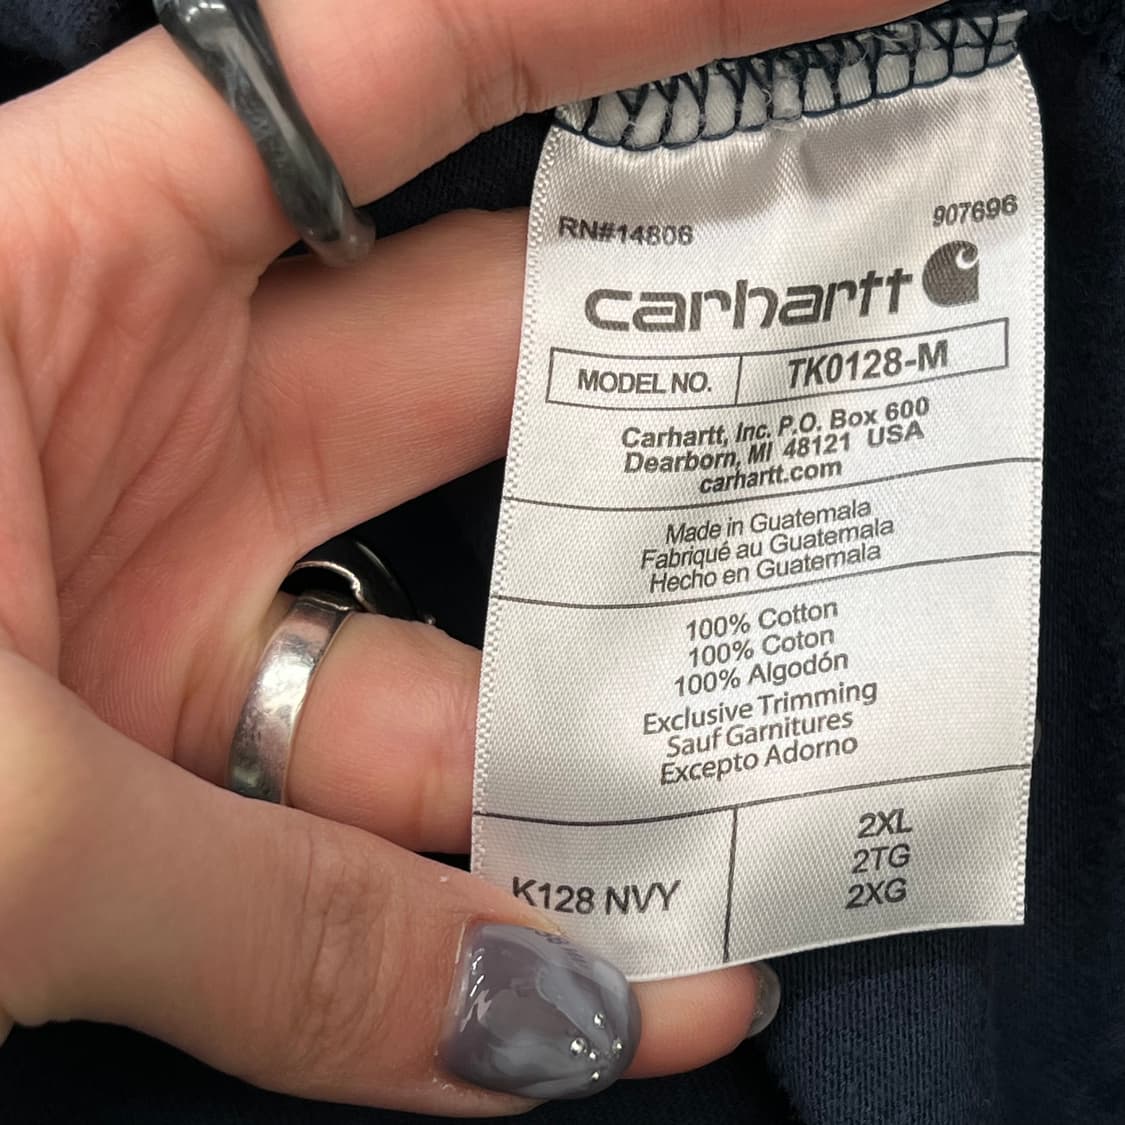 RN#14806 907696
carhartt
MODEL NO. TK0128-M
Carhartt, Inc. P.O. Box 600
Dearborn, MI 48121 USA
carhartt.com
Made in Guatemala
Fabriqué au Guatemala
Hecho en Guatemala
100% Cotton
100% Coton
100% Algodón
Exclusive Trimming
Sauf Garnitures
Excepto Adorno
2XL
2TG
K128 NVY 2XG